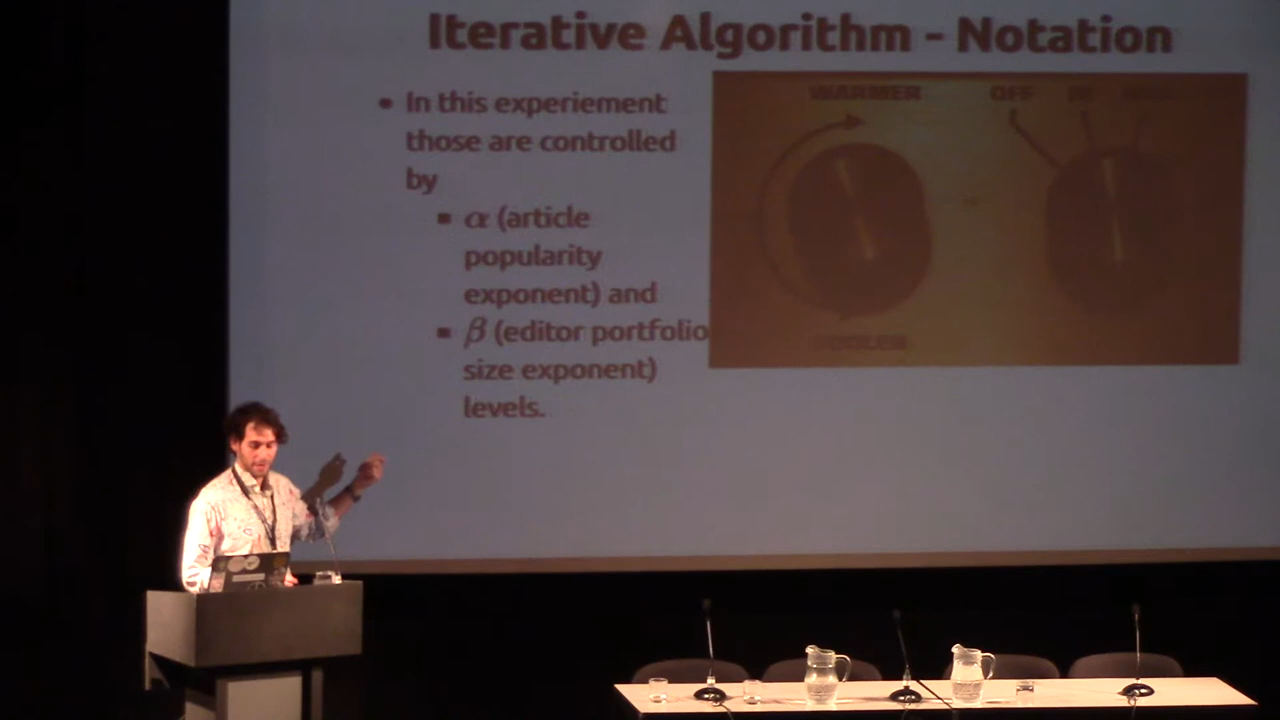 Iterative Algorithm - Notation
• In this experiement
those are controlled
by
▪ α (article
popularity
exponent) and
▪ β (editor portfolio
size exponent)
levels.
WARMER
OFF
COOLER